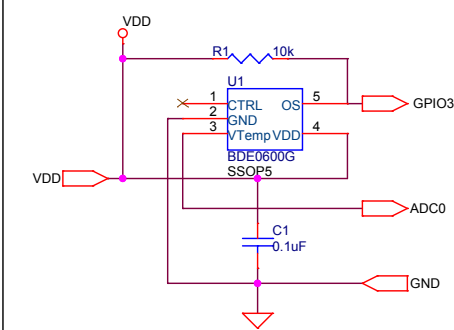 VDD
R1 10k
U1
1 CTRL OS 5 GPIO3
2 GND
3 VTemp VDD 4
BDE0600G
SSOP5
VDD
ADC0
C1
0.1uF
GND